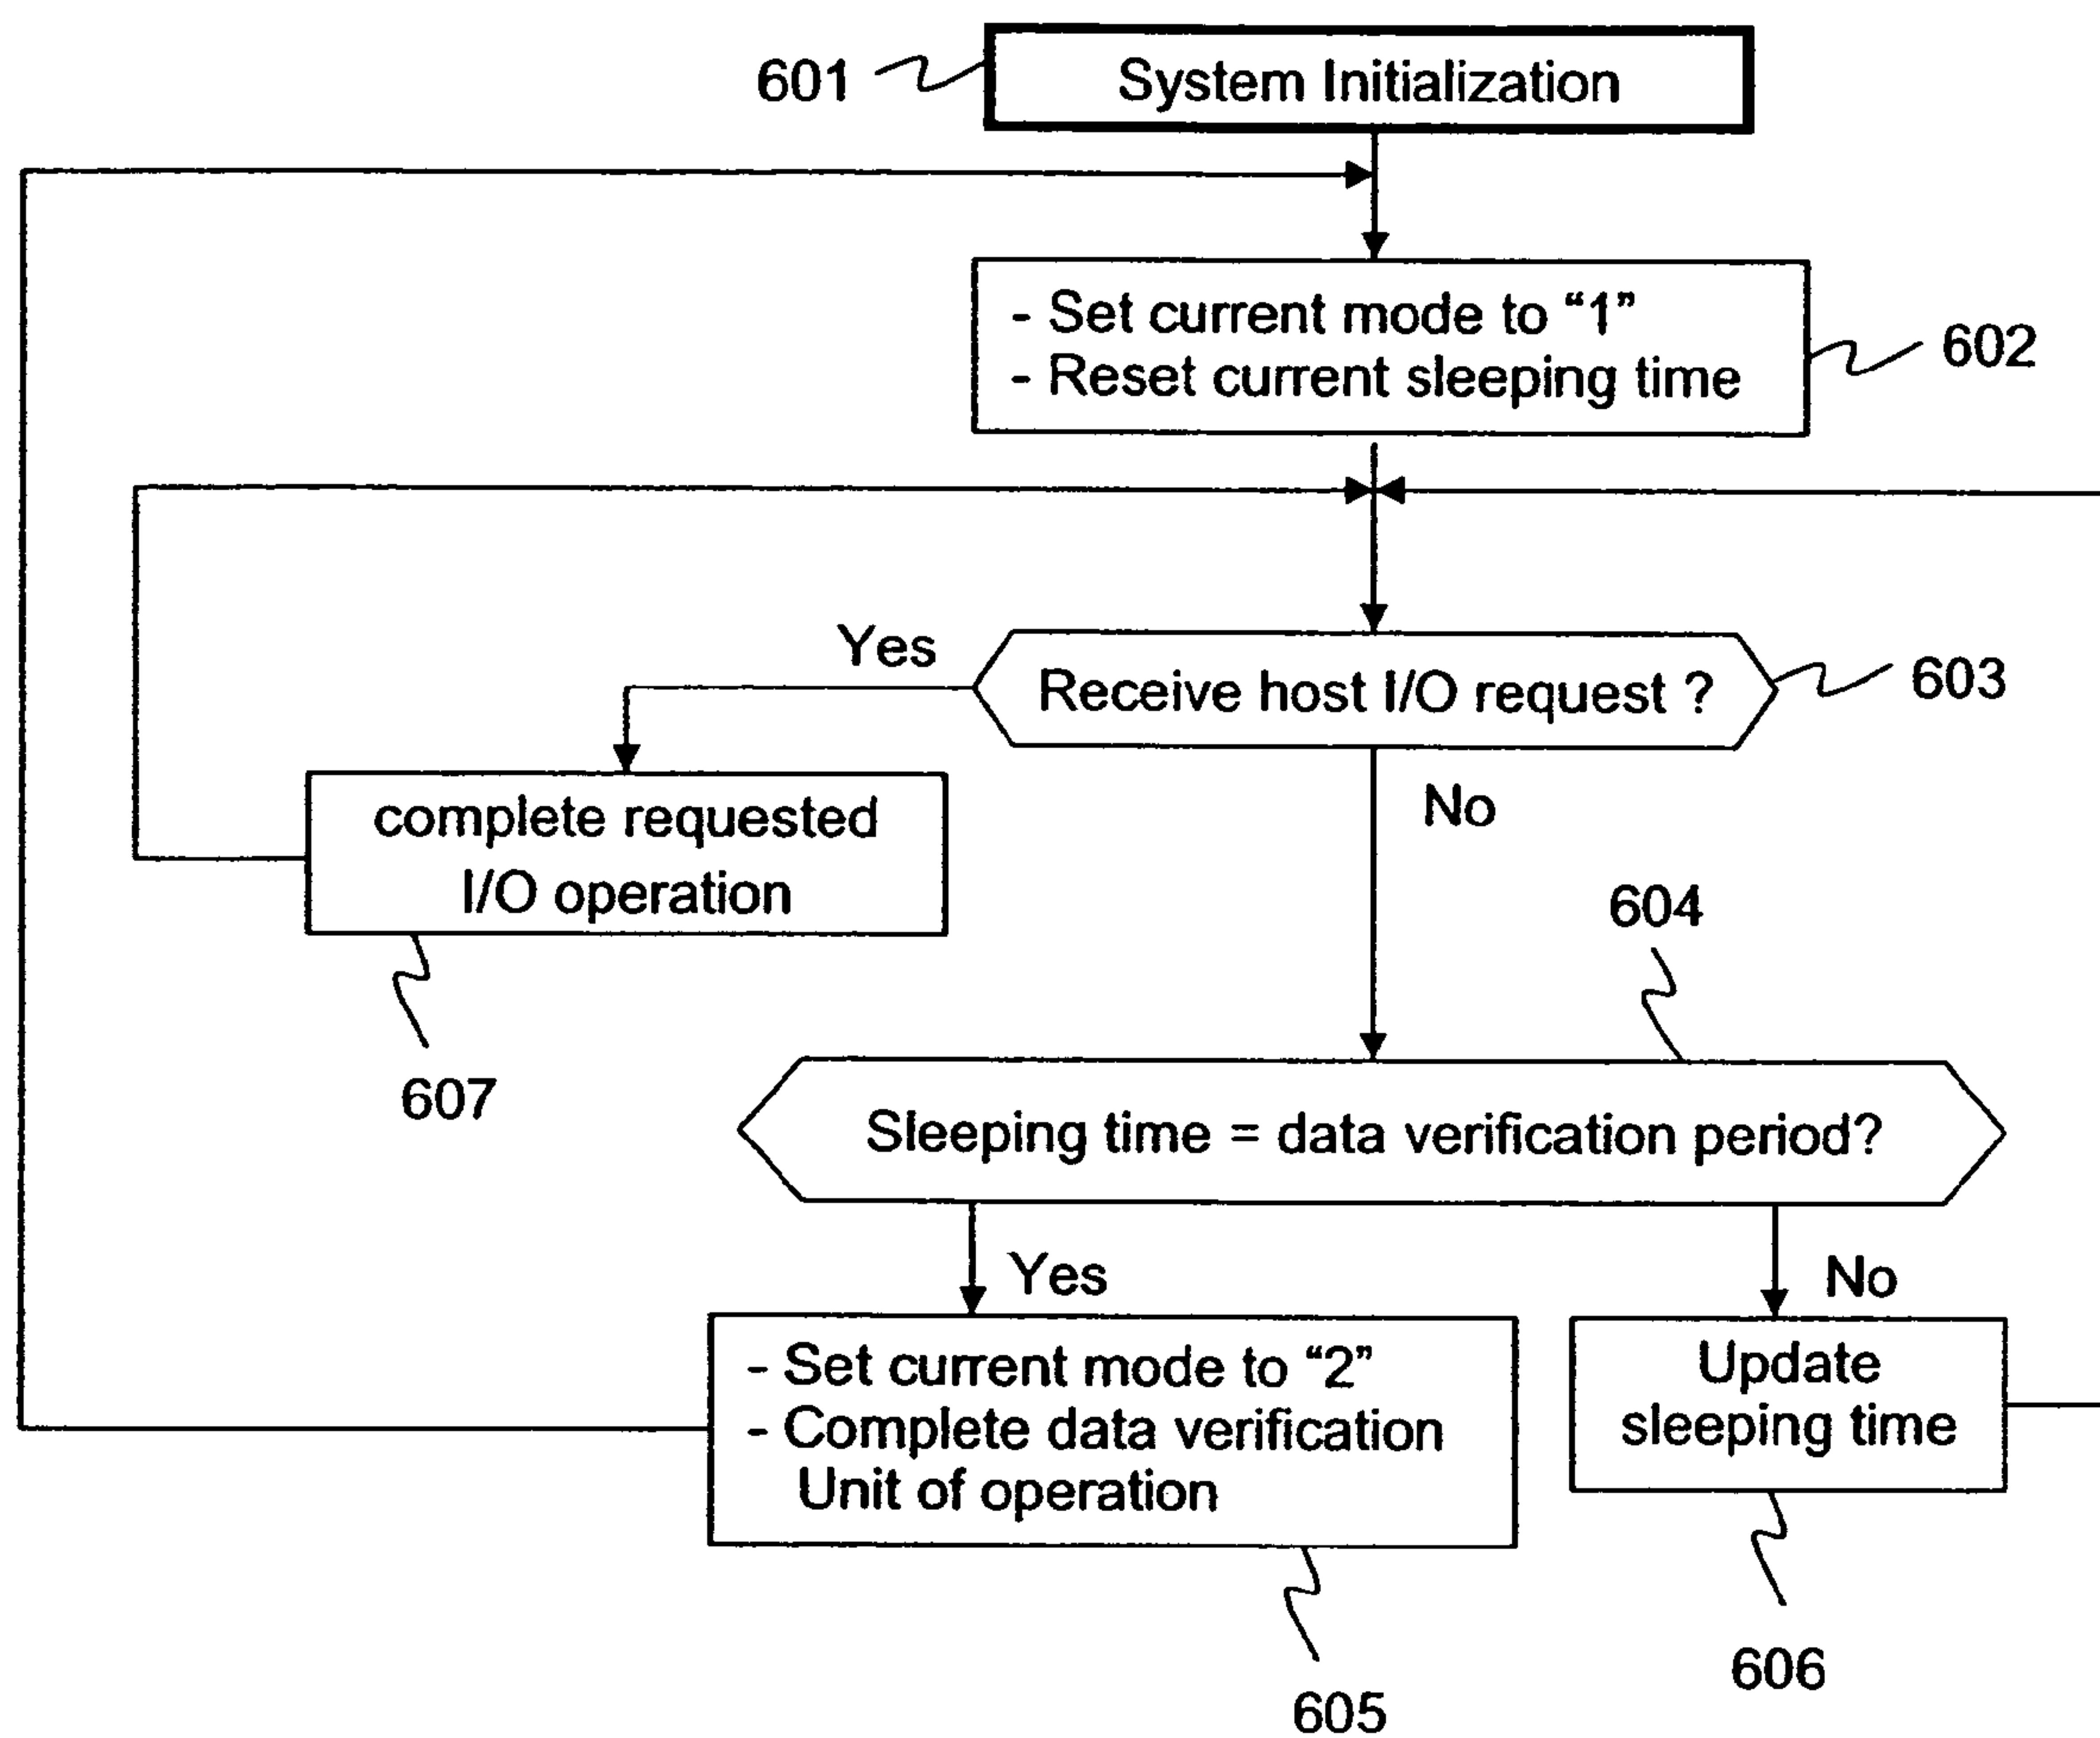 601
System Initialization
- Set current mode to “1”
- Reset current sleeping time
602
Yes
Receive host I/O request ?
603
complete requested
I/O operation
No
607
604
Sleeping time = data verification period?
Yes
No
- Set current mode to “2”
- Complete data verification
Unit of operation
605
Update
sleeping time
606